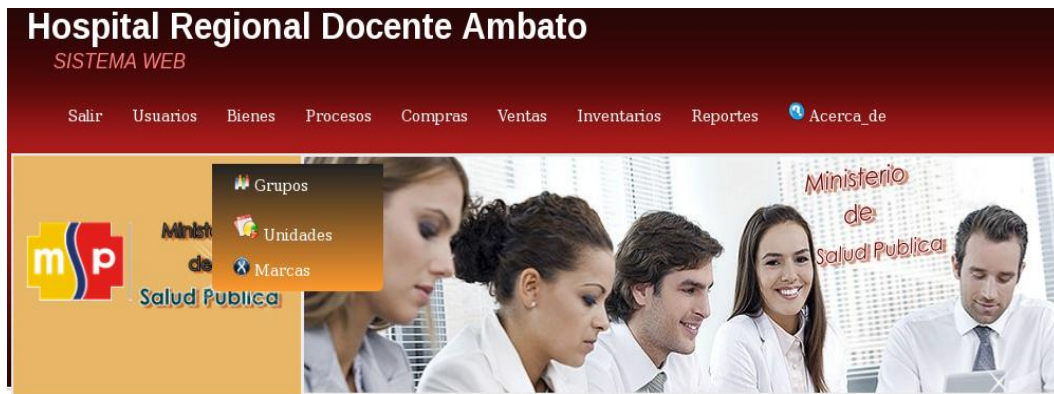 Hospital Regional Docente Ambato
SISTEMA WEB
Salir Usuarios Bienes Procesos Compras Ventas Inventarios Reportes Acerca_de
Grupos
Unidades
Marcas
msp
de
Salud Publica
Ministerio
de
Salud Publica